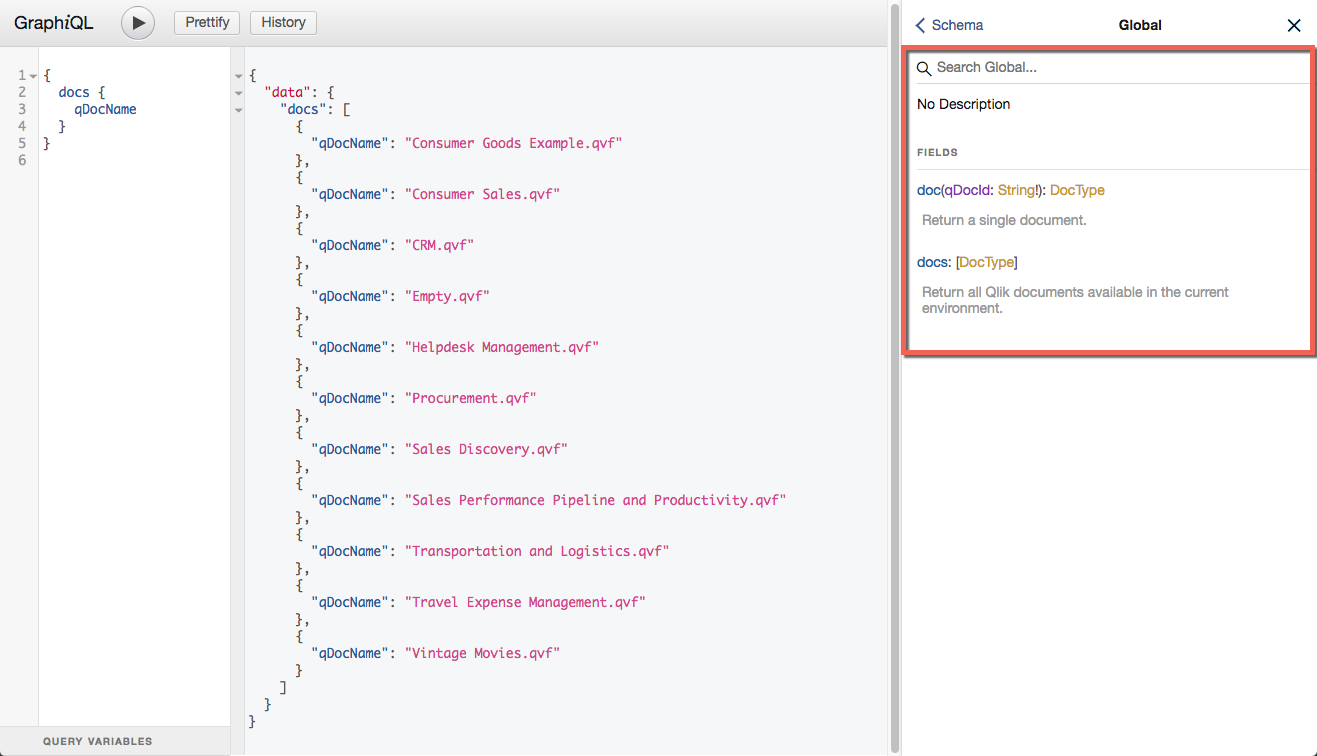 GraphiQL
Prettify
History
1 {
2 docs {
3 qDocName
4 }
5 }
6
{
"data": {
"docs": [
{
"qDocName": "Consumer Goods Example.qvf"
},
{
"qDocName": "Consumer Sales.qvf"
},
{
"qDocName": "CRM.qvf"
},
{
"qDocName": "Empty.qvf"
},
{
"qDocName": "Helpdesk Management.qvf"
},
{
"qDocName": "Procurement.qvf"
},
{
"qDocName": "Sales Discovery.qvf"
},
{
"qDocName": "Sales Performance Pipeline and Productivity.qvf"
},
{
"qDocName": "Transportation and Logistics.qvf"
},
{
"qDocName": "Travel Expense Management.qvf"
},
{
"qDocName": "Vintage Movies.qvf"
}
]
}
}
QUERY VARIABLES
Schema
Global
Search Global...
No Description
FIELDS
doc(qDocId: String!): DocType
Return a single document.
docs: [DocType]
Return all Qlik documents available in the current
environment.